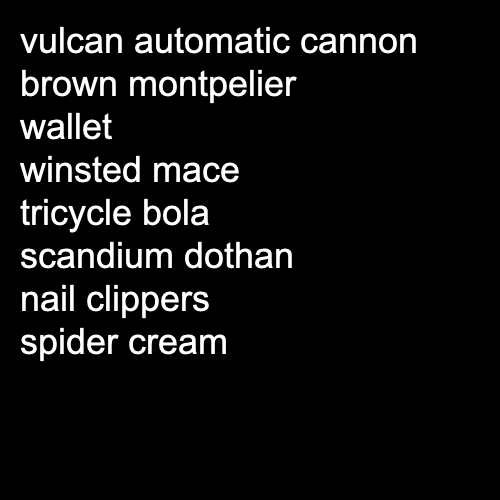 vulcan automatic cannon
brown montpelier
wallet
winsted mace
tricycle bola
scandium dothan
nail clippers
spider cream